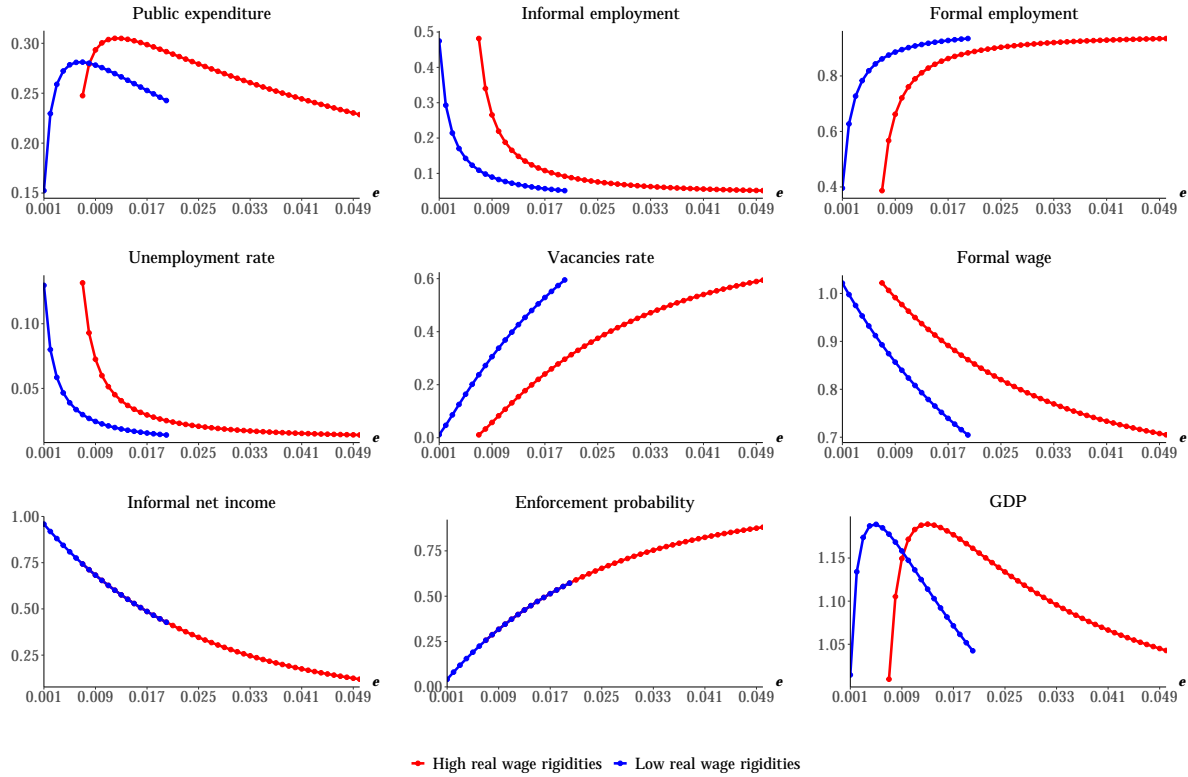 Public expenditure
0.30
0.25
0.20
0.15
0.001 0.009 0.017 0.025 0.033 0.041 0.049
e
Informal employment
0.5
0.4
0.3
0.2
0.1
0.001 0.009 0.017 0.025 0.033 0.041 0.049
e
Formal employment
0.8
0.6
0.4
0.001 0.009 0.017 0.025 0.033 0.041 0.049
e
Unemployment rate
0.10
0.05
0.001 0.009 0.017 0.025 0.033 0.041 0.049
e
Vacancies rate
0.6
0.4
0.2
0.0
0.001 0.009 0.017 0.025 0.033 0.041 0.049
e
Formal wage
1.0
0.9
0.8
0.7
0.001 0.009 0.017 0.025 0.033 0.041 0.049
e
Informal net income
1.00
0.75
0.50
0.25
0.001 0.009 0.017 0.025 0.033 0.041 0.049
e
Enforcement probability
0.75
0.50
0.25
0.00
0.001 0.009 0.017 0.025 0.033 0.041 0.049
e
GDP
1.15
1.10
1.05
0.001 0.009 0.017 0.025 0.033 0.041 0.049
e
High real wage rigidities Low real wage rigidities